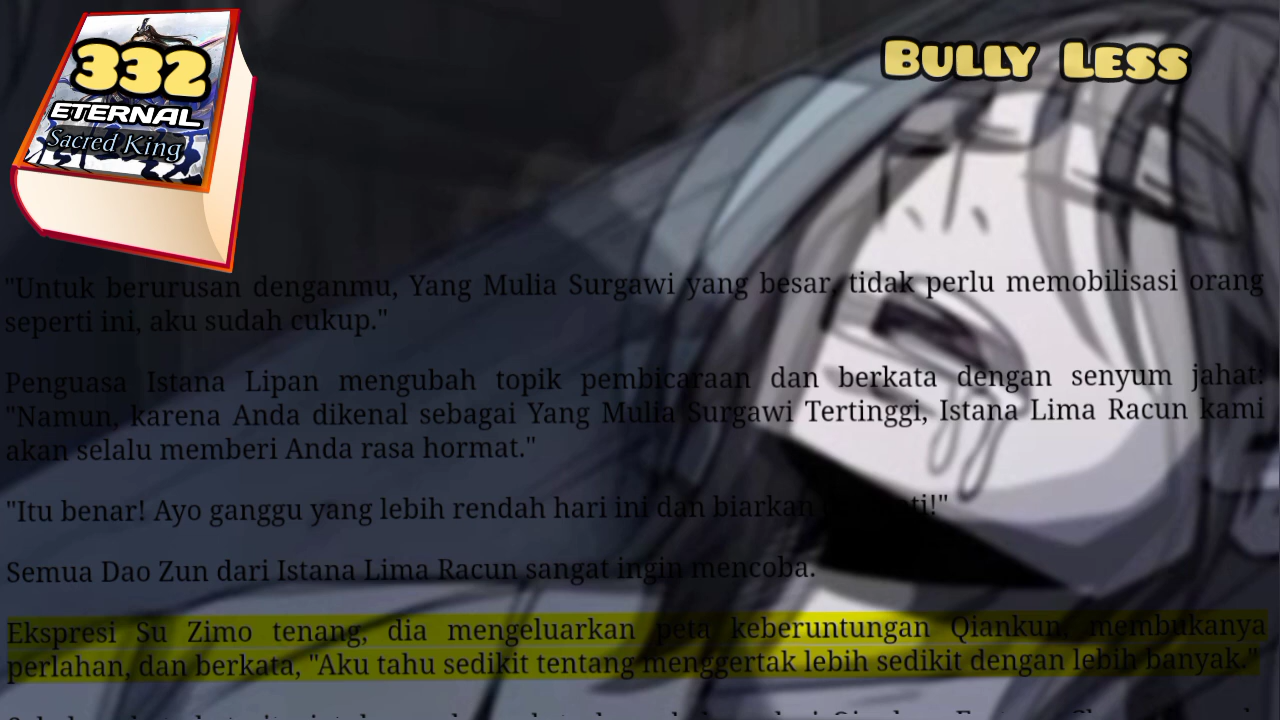 332
ETERNAL
Sacred King
BULLY LESS
"Untuk berurusan denganmu, Yang Mulia Surgawi yang besar, tidak perlu memobilisasi orang
seperti ini, aku sudah cukup."
Penguasa Istana Lipan mengubah topik pembicaraan dan berkata dengan senyum jahat:
"Namun, karena Anda dikenal sebagai Yang Mulia Surgawi Tertinggi, Istana Lima Racun kami
akan selalu memberi Anda rasa hormat."
"Itu benar! Ayo ganggu yang lebih rendah hari ini dan biarkan
Semua Dao Zun dari Istana Lima Racun sangat ingin mencoba.
Ekspresi Su Zimo tenang, dia mengeluarkan peta keberuntungan Qiankun, membukanya
perlahan, dan berkata, "Aku tahu sedikit tentang menggertak lebih sedikit dengan lebih banyak."